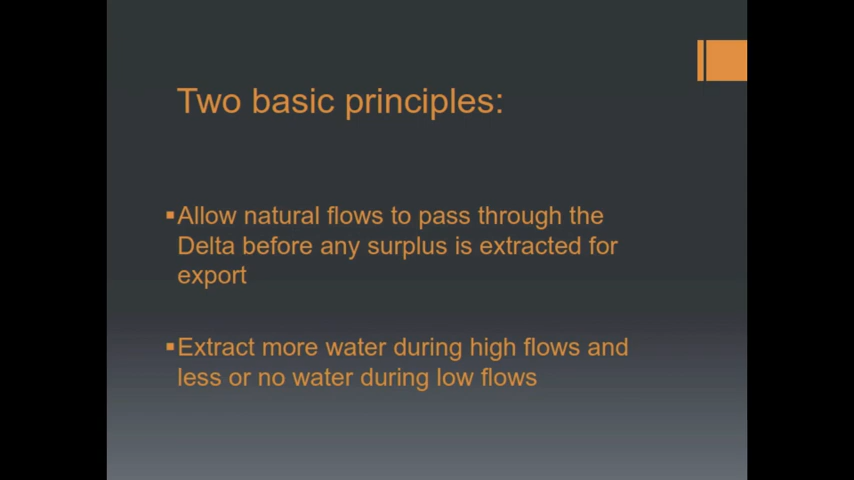 Two basic principles:
▪Allow natural flows to pass through the
Delta before any surplus is extracted for
export
▪Extract more water during high flows and
less or no water during low flows